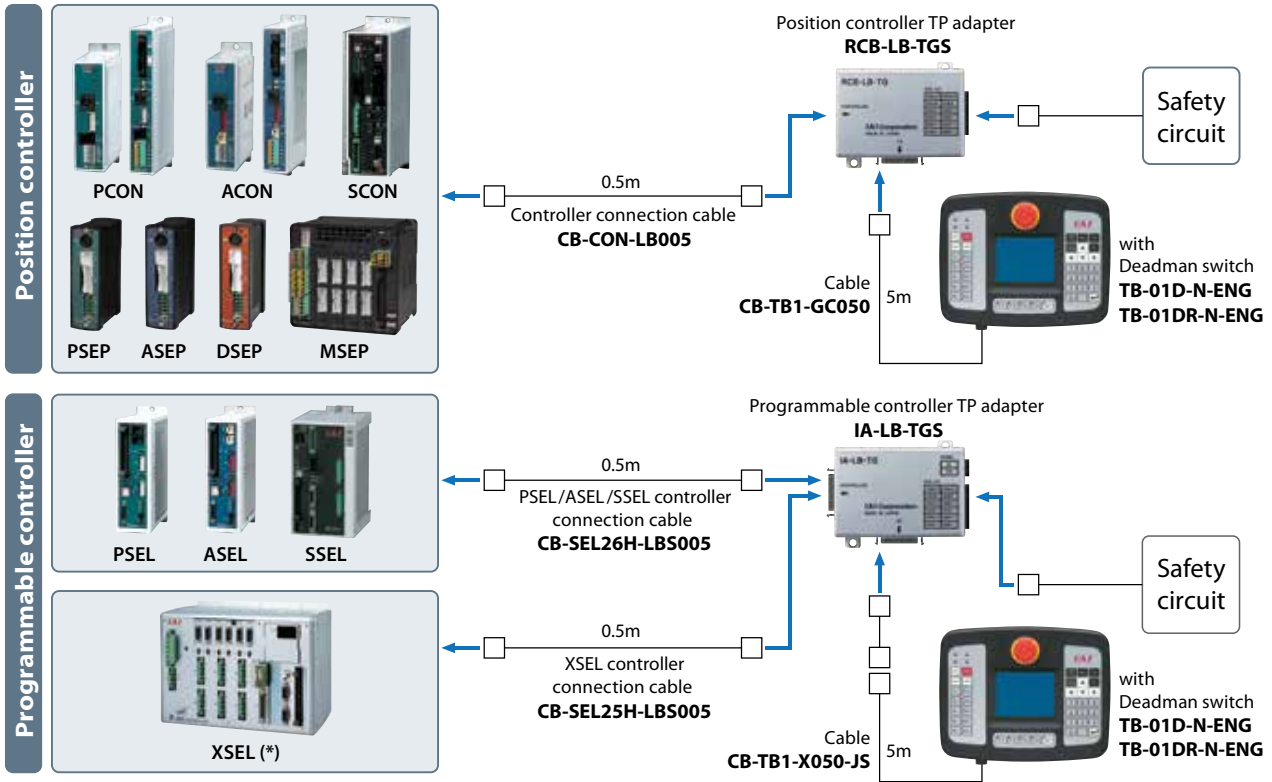 Position controller
PCON
ACON
SCON
PSEP
ASEP
DSEP
MSEP
0.5m
Controller connection cable
CB-CON-LB005
Position controller TP adapter
RCB-LB-TGS
RCB-LB-TG
Safety
circuit
Cable
CB-TB1-GC050
5m
with
Deadman switch
TB-01D-N-ENG
TB-01DR-N-ENG
Programmable controller
PSEL
ASEL
SSEL
XSEL (*)
0.5m
PSEL/ASEL/SSEL controller
connection cable
CB-SEL26H-LBS005
0.5m
XSEL controller
connection cable
CB-SEL25H-LBS005
Programmable controller TP adapter
IA-LB-TGS
IA-LB-TG
Safety
circuit
Cable
CB-TB1-X050-JS
5m
with
Deadman switch
TB-01D-N-ENG
TB-01DR-N-ENG